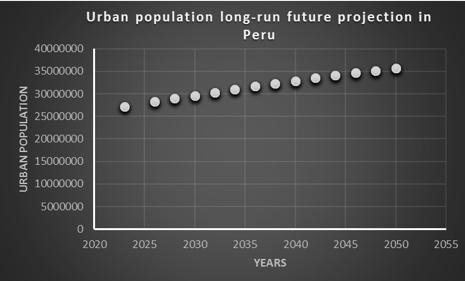 Urban population long-run future projection in
Peru
40000000
35000000
30000000
25000000
20000000
15000000
10000000
5000000
0
URBAN POPULATION
2020 2025 2030 2035 2040 2045 2050 2055
YEARS